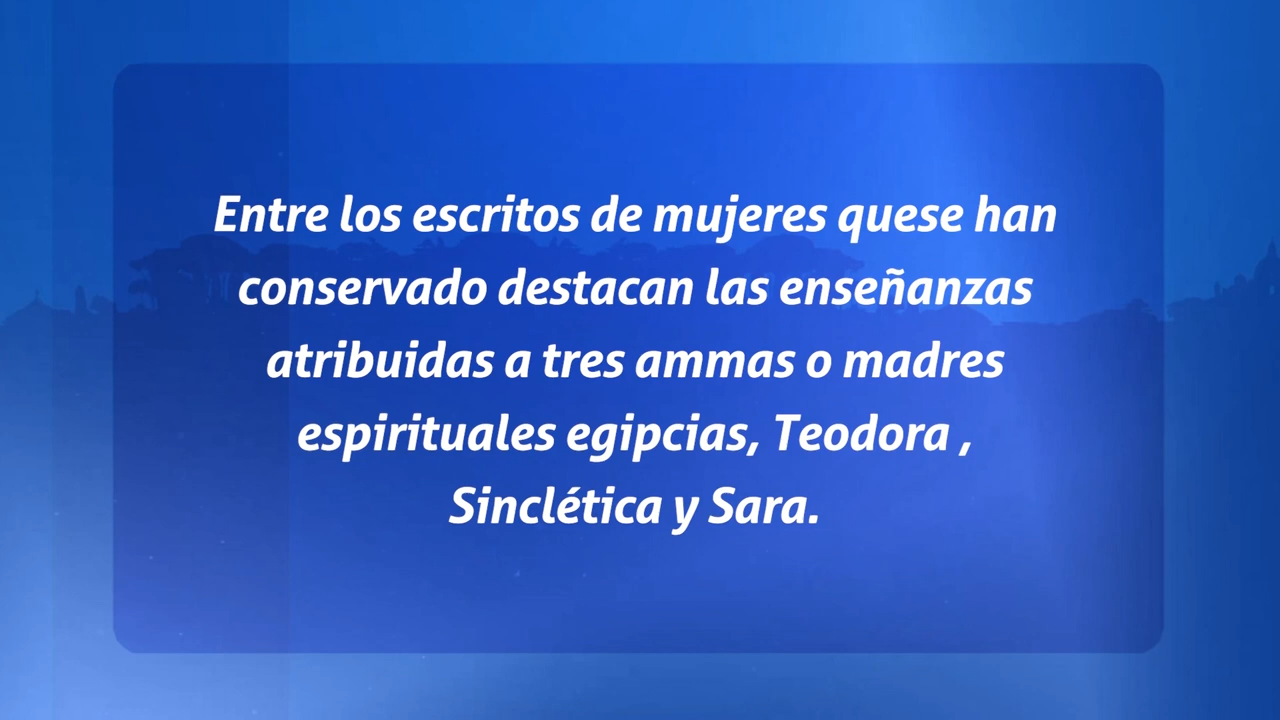 Entre los escritos de mujeres quese han
conservado destacan las enseñanzas
atribuidas a tres ammas o madres
espirituales egipcias, Teodora ,
Sinclética y Sara.